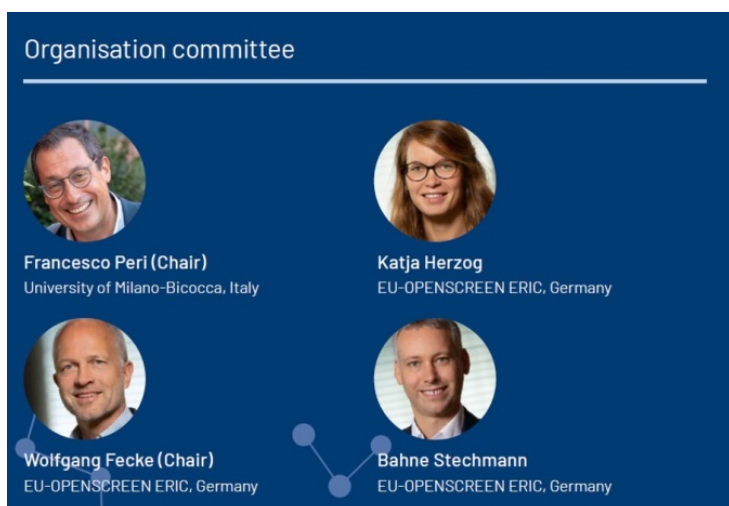 Organisation committee
Francesco Peri (Chair)
University of Milano-Bicocca, Italy
Katja Herzog
EU-OPENSCREEN ERIC, Germany
Wolfgang Fecke (Chair)
EU-OPENSCREEN ERIC, Germany
Bahne Stechmann
EU-OPENSCREEN ERIC, Germany